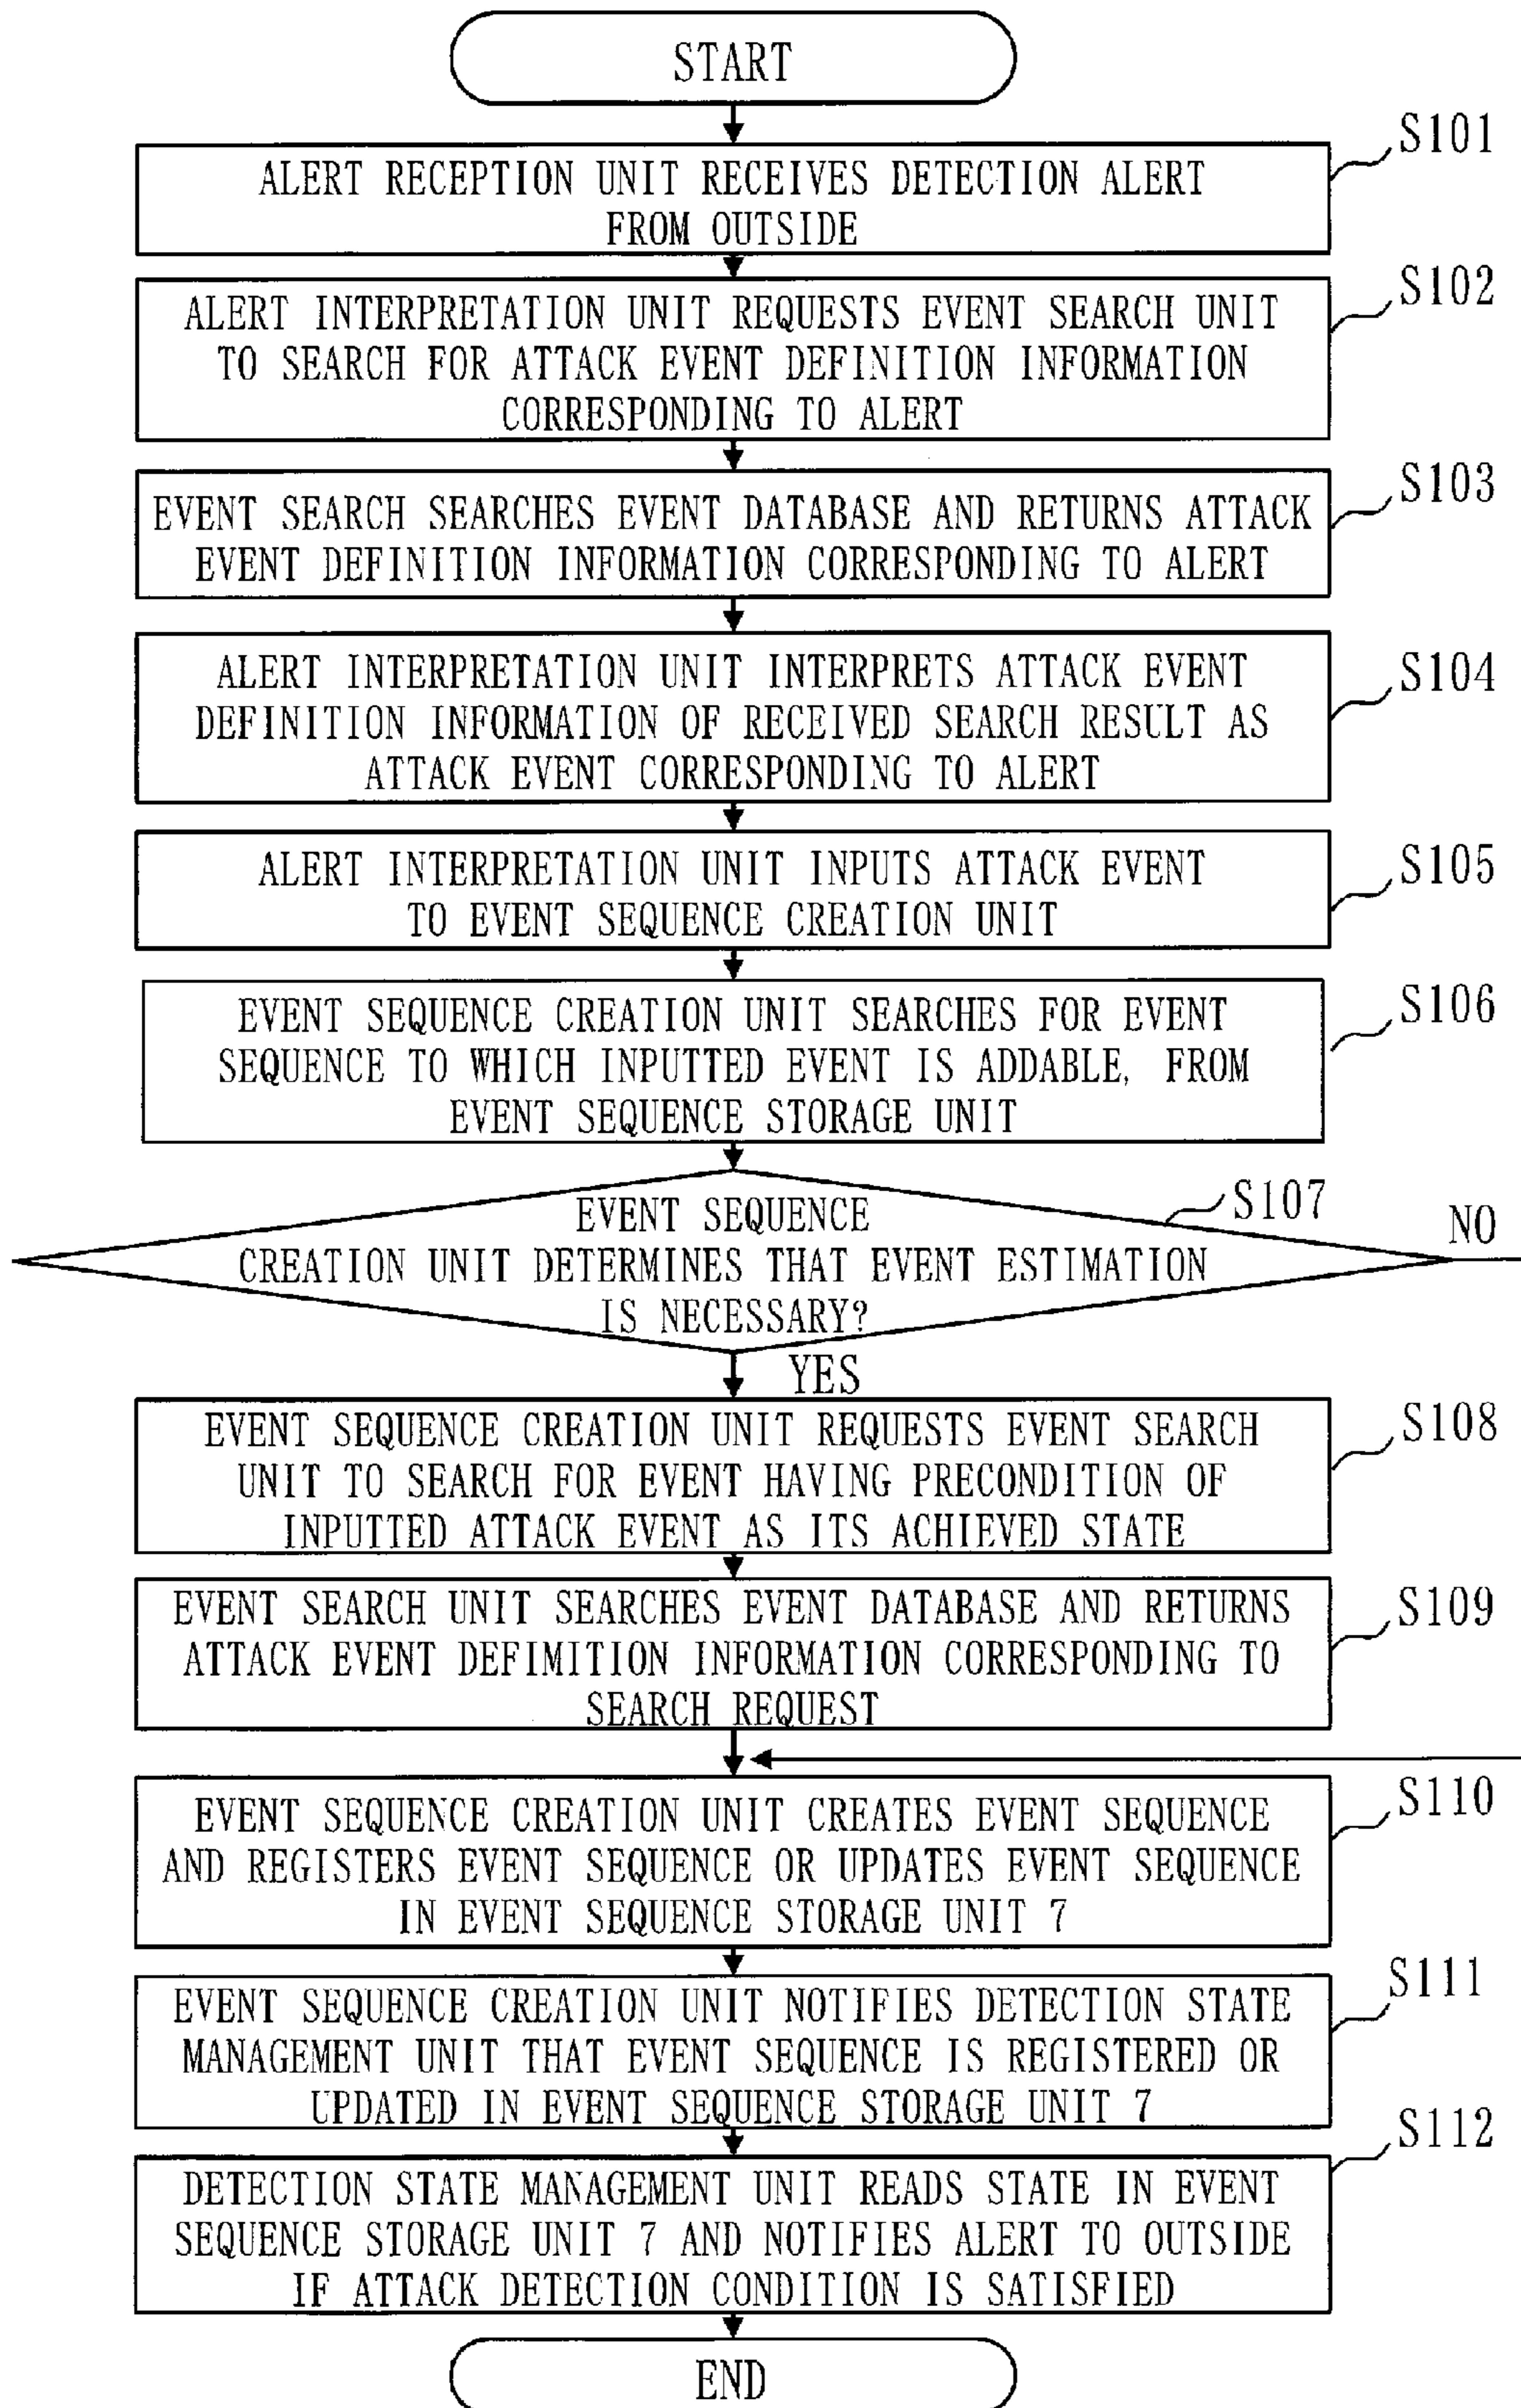 START
S101
ALERT RECEPTION UNIT RECEIVES DETECTION ALERT
FROM OUTSIDE
S102
ALERT INTERPRETATION UNIT REQUESTS EVENT SEARCH UNIT
TO SEARCH FOR ATTACK EVENT DEFINITION INFORMATION
CORRESPONDING TO ALERT
S103
EVENT SEARCH SEARCHES EVENT DATABASE AND RETURNS ATTACK
EVENT DEFINITION INFORMATION CORRESPONDING TO ALERT
S104
ALERT INTERPRETATION UNIT INTERPRETS ATTACK EVENT
DEFINITION INFORMATION OF RECEIVED SEARCH RESULT AS
ATTACK EVENT CORRESPONDING TO ALERT
S105
ALERT INTERPRETATION UNIT INPUTS ATTACK EVENT
TO EVENT SEQUENCE CREATION UNIT
S106
EVENT SEQUENCE CREATION UNIT SEARCHES FOR EVENT
SEQUENCE TO WHICH INPUTTED EVENT IS ADDABLE, FROM
EVENT SEQUENCE STORAGE UNIT
S107
NO
EVENT SEQUENCE
CREATION UNIT DETERMINES THAT EVENT ESTIMATION
IS NECESSARY?
YES
S108
EVENT SEQUENCE CREATION UNIT REQUESTS EVENT SEARCH
UNIT TO SEARCH FOR EVENT HAVING PRECONDITION OF
INPUTTED ATTACK EVENT AS ITS ACHIEVED STATE
S109
EVENT SEARCH UNIT SEARCHES EVENT DATABASE AND RETURNS
ATTACK EVENT DEFIMITION INFORMATION CORRESPONDING TO
SEARCH REQUEST
S110
EVENT SEQUENCE CREATION UNIT CREATES EVENT SEQUENCE
AND REGISTERS EVENT SEQUENCE OR UPDATES EVENT SEQUENCE
IN EVENT SEQUENCE STORAGE UNIT 7
S111
EVENT SEQUENCE CREATION UNIT NOTIFIES DETECTION STATE
MANAGEMENT UNIT THAT EVENT SEQUENCE IS REGISTERED OR
UPDATED IN EVENT SEQUENCE STORAGE UNIT 7
S112
DETECTION STATE MANAGEMENT UNIT READS STATE IN EVENT
SEQUENCE STORAGE UNIT 7 AND NOTIFIES ALERT TO OUTSIDE
IF ATTACK DETECTION CONDITION IS SATISFIED
END